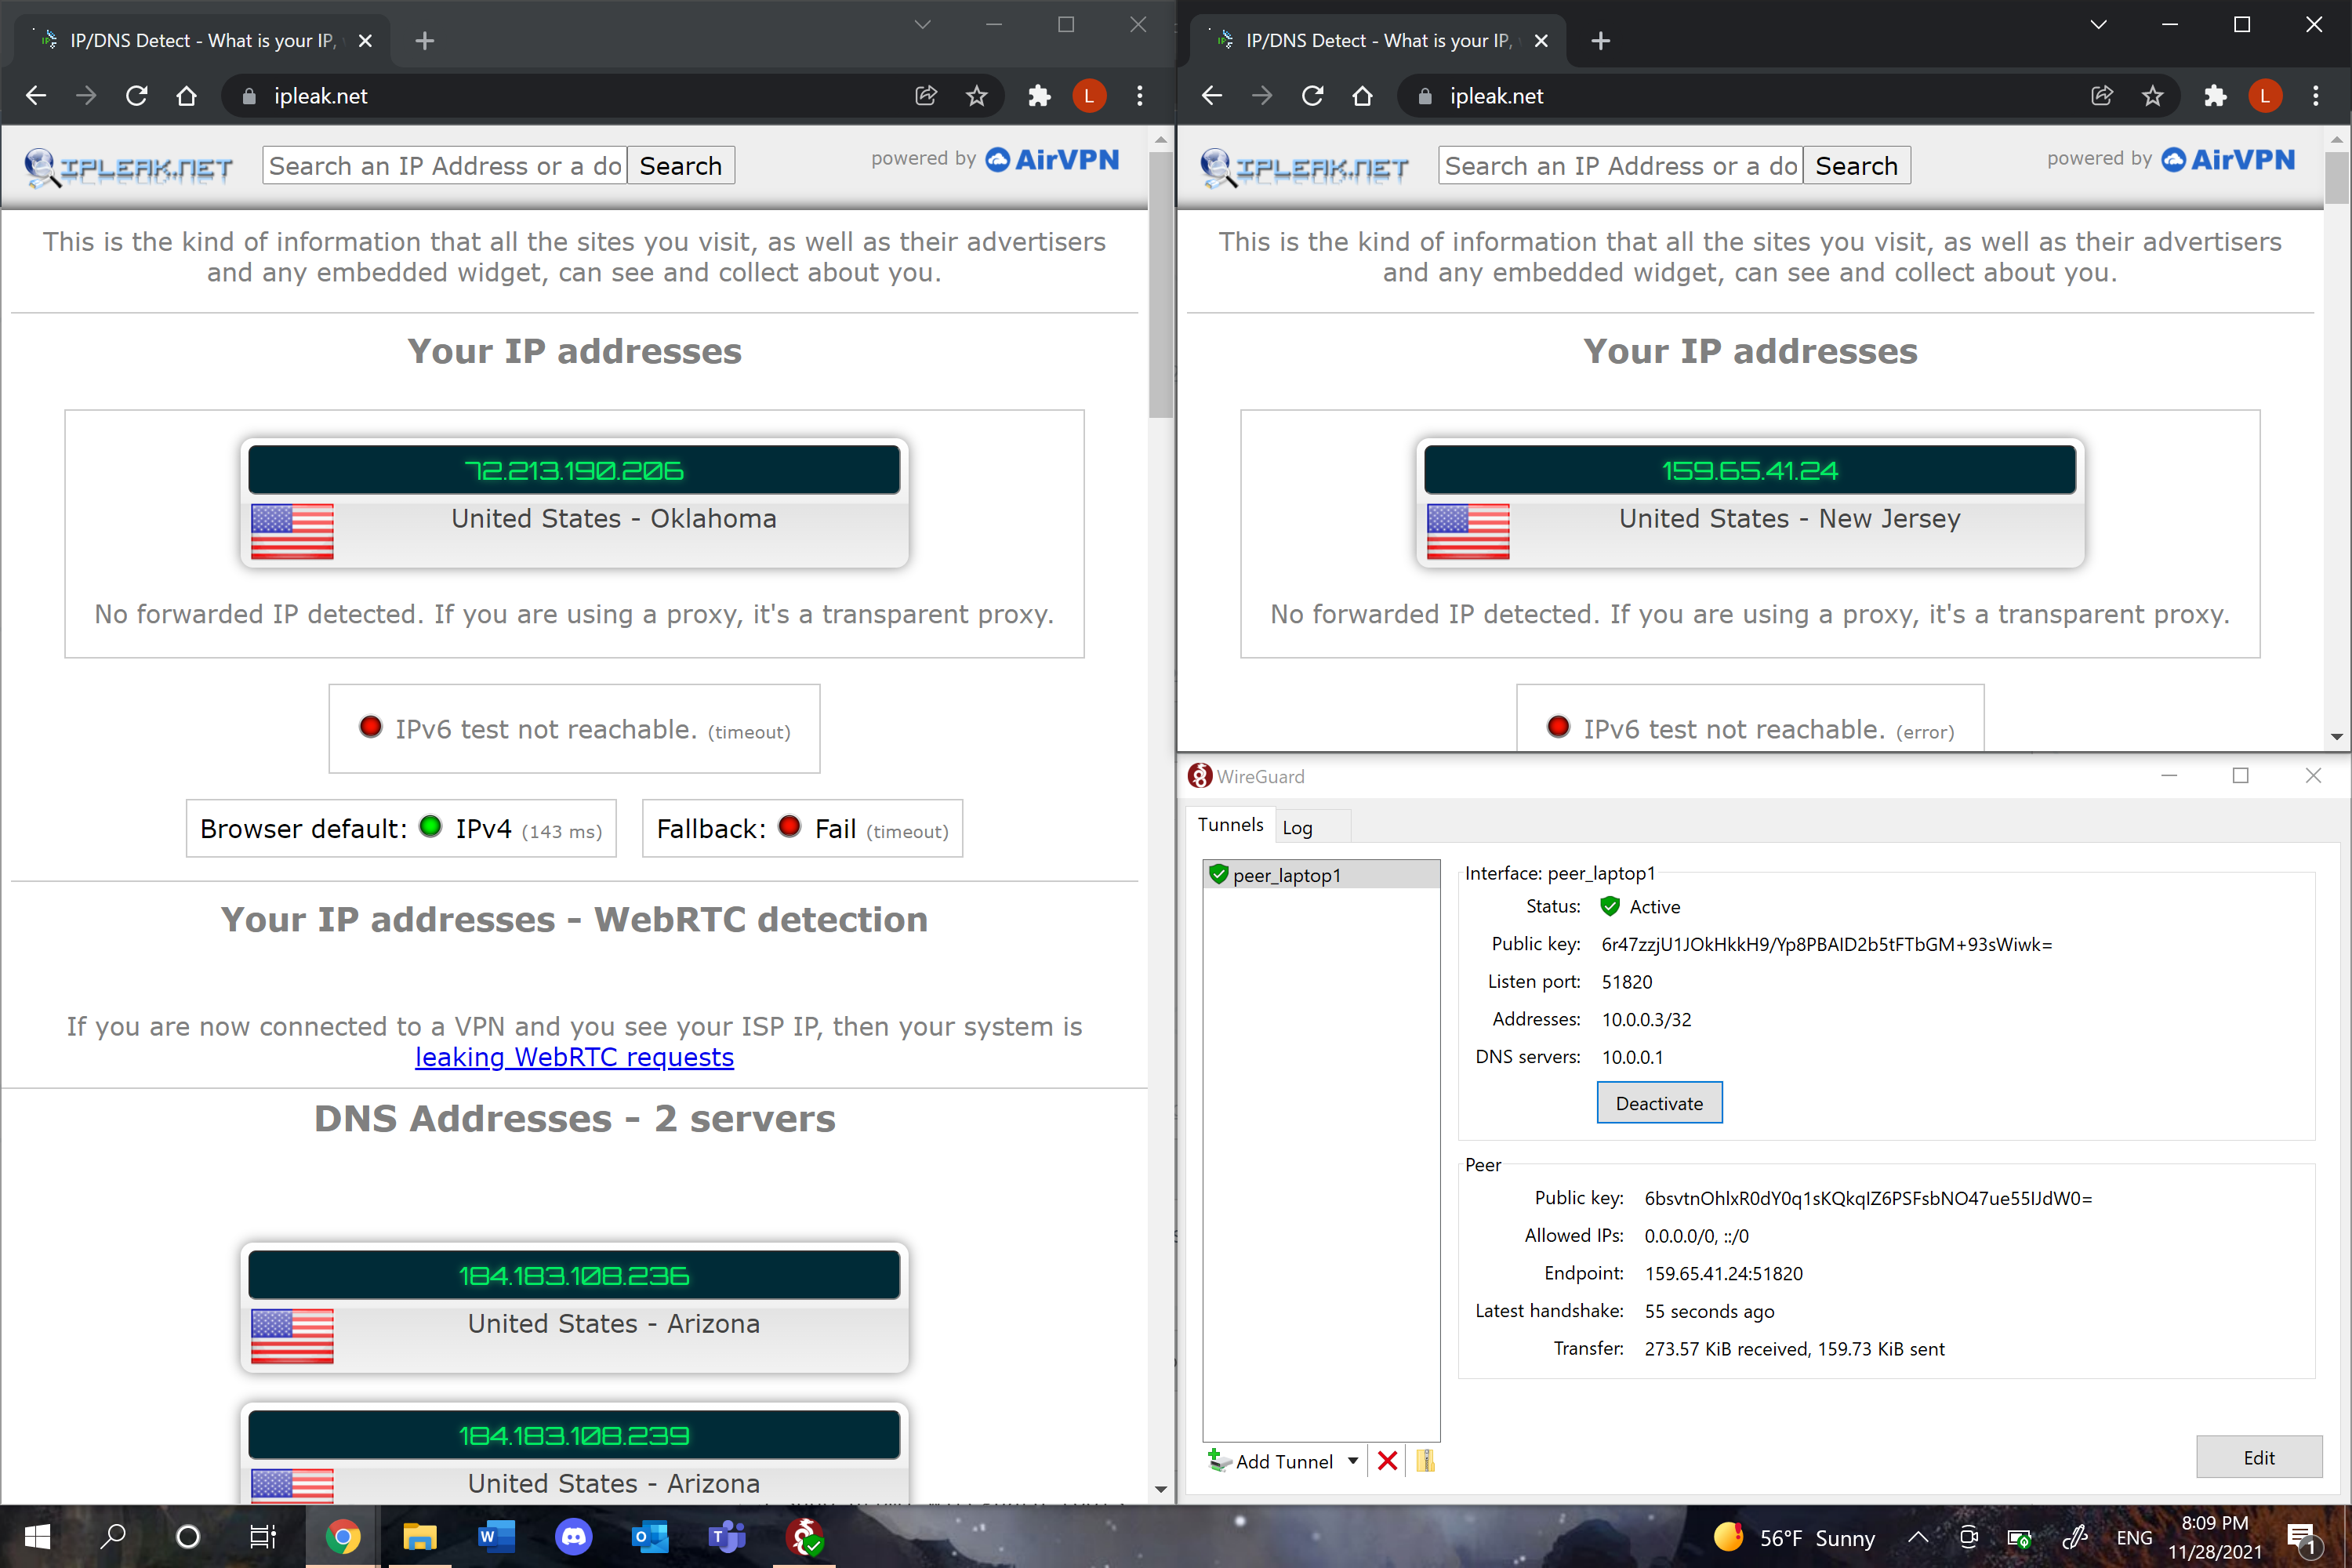 IP/DNS Detect - What is your IP,
ipleak.net
L
IPLEAK.NET
Search an IP Address or a do
Search
powered by AirVPN
This is the kind of information that all the sites you visit, as well as their advertisers
and any embedded widget, can see and collect about you.
Your IP addresses
72.213.190.206
United States - Oklahoma
No forwarded IP detected. If you are using a proxy, it's a transparent proxy.
IPv6 test not reachable. (timeout)
Browser default: IPv4 (143 ms)
Fallback: Fail (timeout)
Your IP addresses - WebRTC detection
If you are now connected to a VPN and you see your ISP IP, then your system is
leaking WebRTC requests
DNS Addresses - 2 servers
184.183.108.236
United States - Arizona
184.183.108.239
United States - Arizona
IP/DNS Detect - What is your IP,
ipleak.net
L
IPLEAK.NET
Search an IP Address or a do
Search
powered by AirVPN
This is the kind of information that all the sites you visit, as well as their advertisers
and any embedded widget, can see and collect about you.
Your IP addresses
159.65.41.24
United States - New Jersey
No forwarded IP detected. If you are using a proxy, it's a transparent proxy.
IPv6 test not reachable. (error)
WireGuard
Tunnels
Log
peer_laptop1
Interface: peer_laptop1
Status: Active
Public key: 6r47zzjU1JOkHkkH9/Yp8PBAID2b5tFTbGM+93sWiwk=
Listen port: 51820
Addresses: 10.0.0.3/32
DNS servers: 10.0.0.1
Deactivate
Peer
Public key: 6bsvtnOhlxR0dY0q1sKQkqIZ6PSFsbNO47ue55IJdW0=
Allowed IPs: 0.0.0.0/0, ::/0
Endpoint: 159.65.41.24:51820
Latest handshake: 55 seconds ago
Transfer: 273.57 KiB received, 159.73 KiB sent
Add Tunnel
Edit
56°F Sunny
ENG
8:09 PM
11/28/2021
1